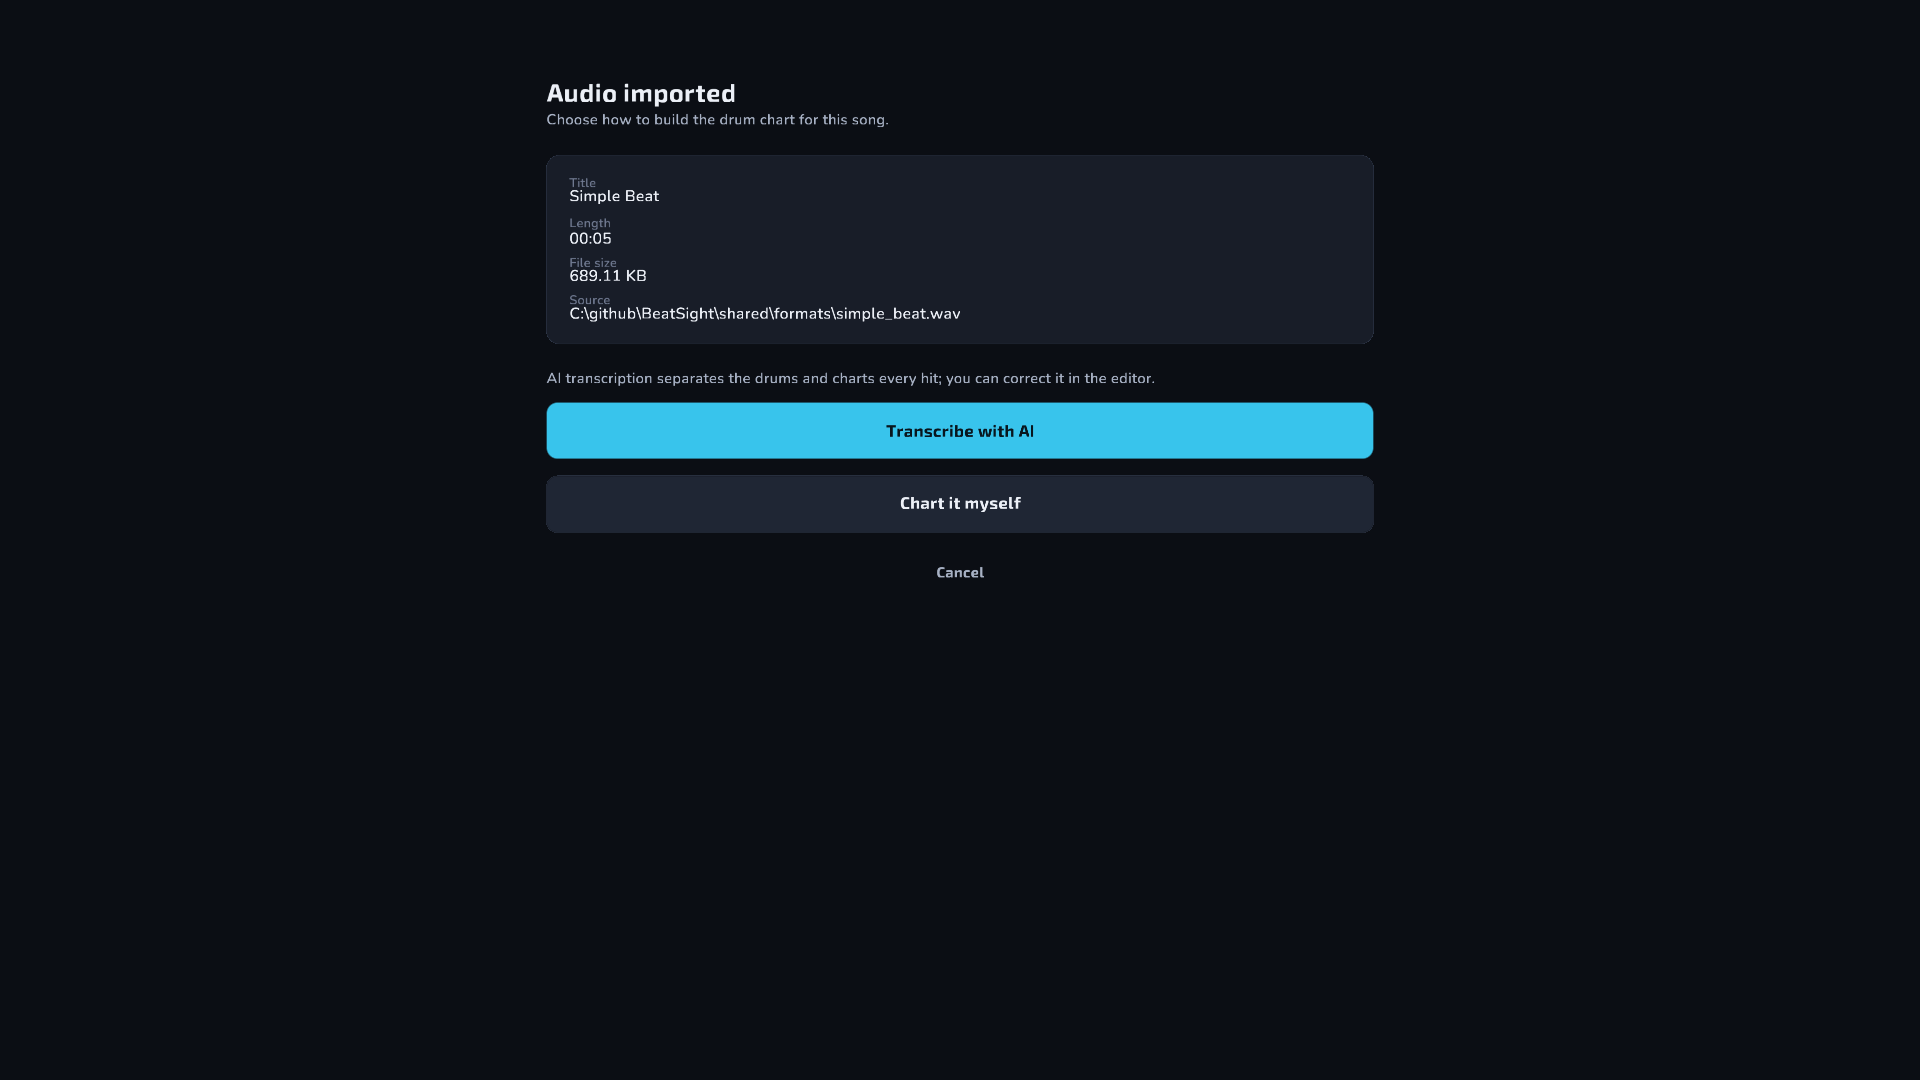 Audio imported
Choose how to build the drum chart for this song.
Title
Simple Beat
Length
00:05
File size
689.11 KB
Source
C:\github\BeatSight\shared\formats\simple_beat.wav
AI transcription separates the drums and charts every hit; you can correct it in the editor.
Transcribe with AI
Chart it myself
Cancel